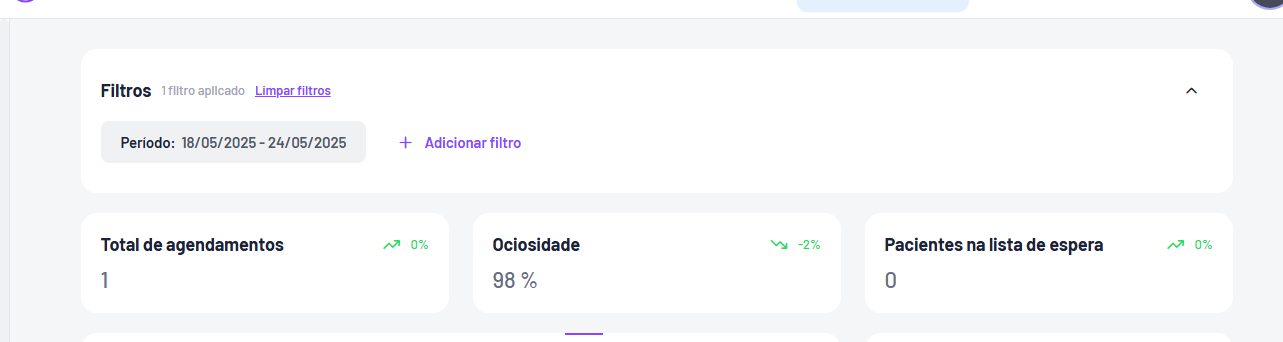 Filtros 1 filtro aplicado Limpar filtros
Período: 18/05/2025 - 24/05/2025 + Adicionar filtro
Total de agendamentos 0%
1
Ociosidade -2%
98 %
Pacientes na lista de espera 0%
0